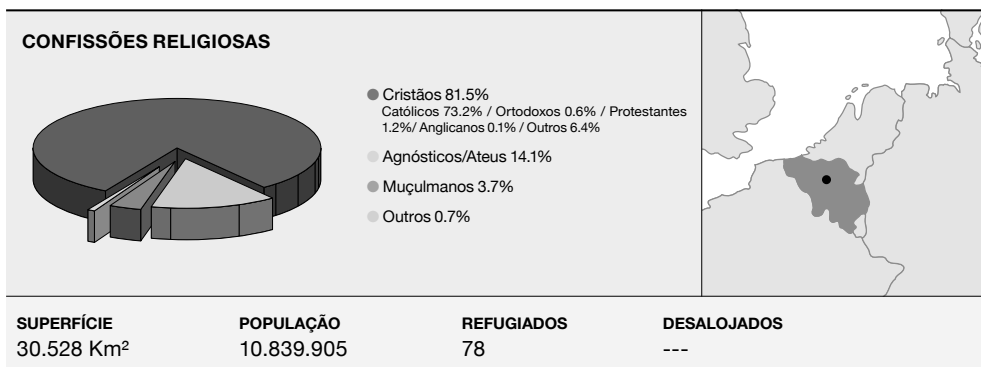 CONFISSÕES RELIGIOSAS
Cristãos 81.5%
Católicos 73.2% / Ortodoxos 0.6% / Protestantes
1.2%/ Anglicanos 0.1% / Outros 6.4%
Agnósticos/Ateus 14.1%
Muçulmanos 3.7%
Outros 0.7%
SUPERFÍCIE
30.528 Km²
POPULAÇÃO
10.839.905
REFUGIADOS
78
DESALOJADOS
---